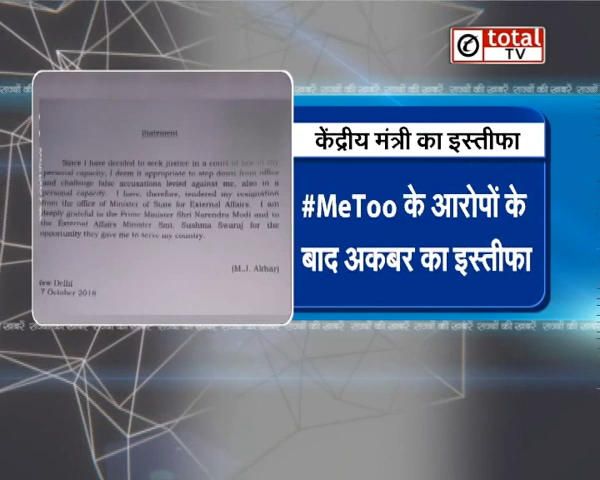 total
TV
केंद्रीय मंत्री का इस्तीफा
#MeToo के आरोपों के
बाद अकबर का इस्तीफा
Statement
Since I have decided to seek justice in a court of law in my
personal capacity, I deem it appropriate to step down from office
and challenge false accusations levied against me, also in a
personal capacity. I have, therefore, tendered my resignation
from the office of Minister of State for External Affairs. I am
deeply grateful to the Prime Minister Shri Narendra Modi and to
the External Affairs Minister Smt. Sushma Swaraj for the
opportunity they gave me to serve my country.
(M.J. Akbar)
ew Delhi
7 October 2018
राज्यों की खबरें राज्यों की खबरें